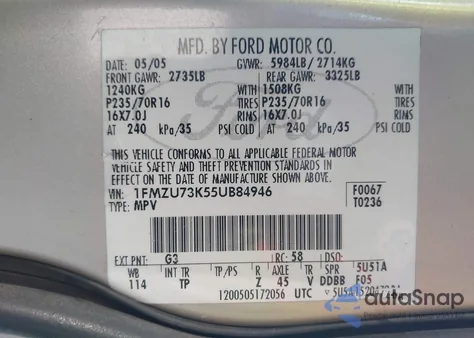 MFD. BY FORD MOTOR CO.
DATE: 05/05 GVWR: 5984LB/ 2714KG
FRONT GAWR: 2735LB REAR GAWR: 3325LB
1240KG WITH 1508KG WITH
P235/70R16 TIRES P235/70R16 TIRES
16X7.0J RIMS 16X7.0J RIMS
AT 240 kPa/35 PSI COLD AT 240 kPa/35 PSI COLD
THIS VEHICLE CONFORMS TO ALL APPLICABLE FEDERAL MOTOR
VEHICLE SAFETY AND THEFT PREVENTION STANDARDS IN
EFFECT ON THE DATE OF MANUFACTURE SHOWN ABOVE.
VIN: 1FMZU73K55UB84946 F0067
TYPE: MPV T0236
EXT PNT: G3 RC: 58 DSO:
WB INT TR TP/PS R AXLE TR SPR 5U51A
114 TP Z 45 V DDBB F05
1200505172056 UTC
Ford
autoSnap